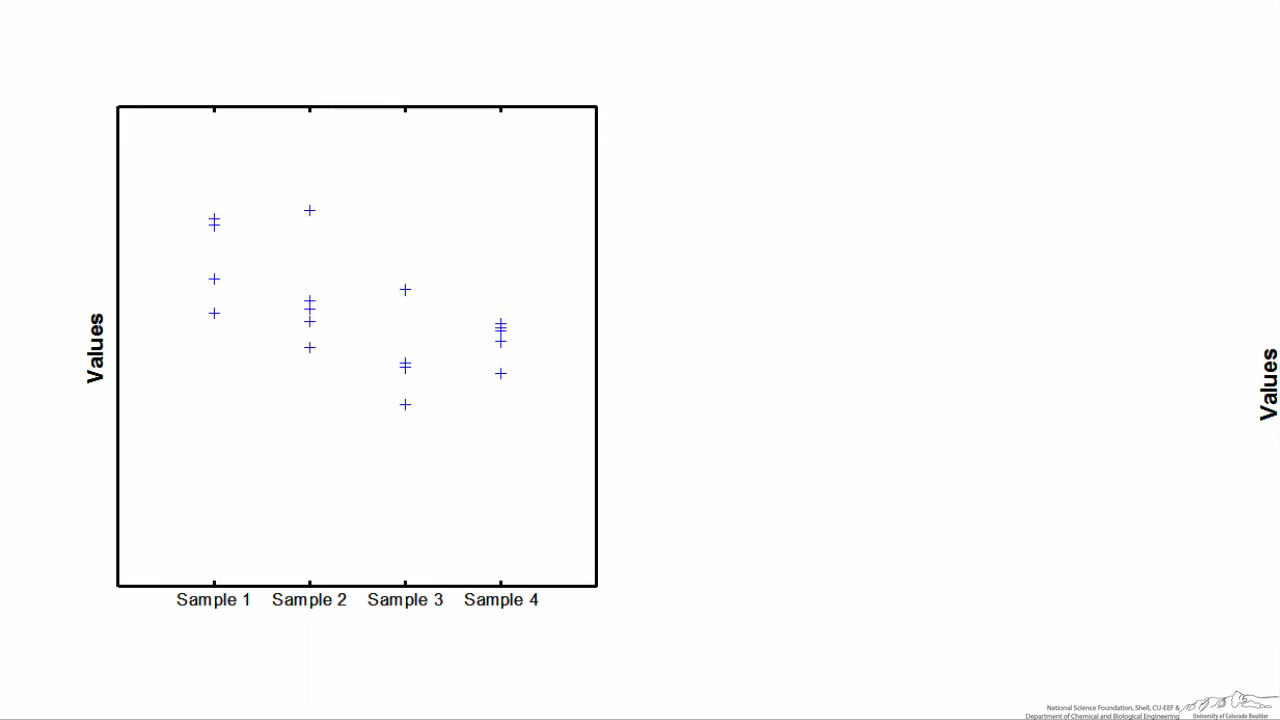 Values
Sample 1 Sample 2 Sample 3 Sample 4
Values
National Science Foundation, Shell, CU-EEF &
Department of Chemical and Biological Engineering
University of Colorado Boulder